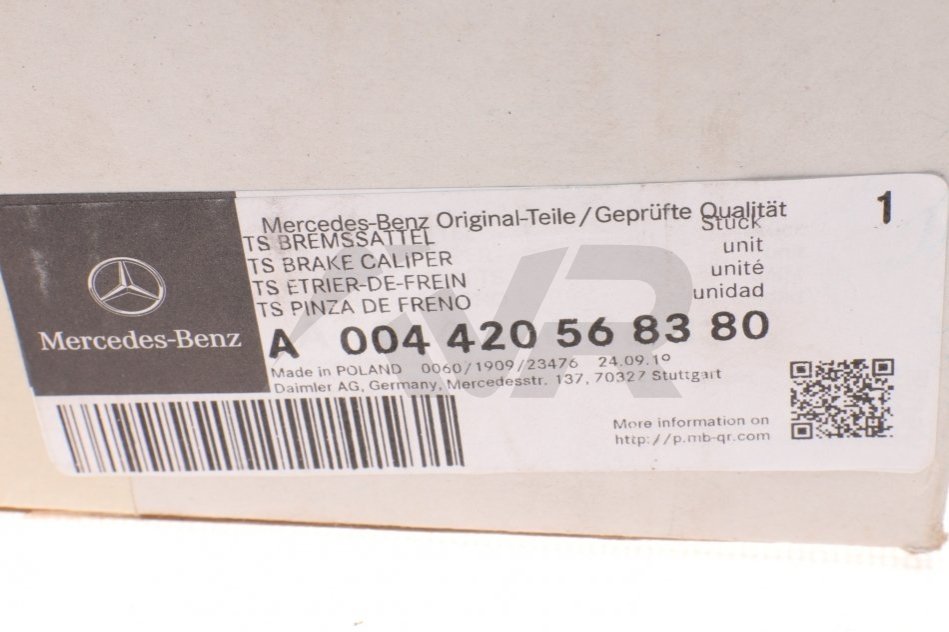 Mercedes-Benz Original-Teile/Geprüfte Qualität 1
TS BREMSSATTEL Stück
TS BRAKE CALIPER unit
TS ETRIER-DE-FREIN unité
TS PINZA DE FRENO unidad
Mercedes-Benz
A 004 420 56 83 80
Made in POLAND 0060/1909/23476 24.09.19
Daimler AG, Germany, Mercedesstr. 137, 70327 Stuttgart
More information on
http://p.mb-qr.com